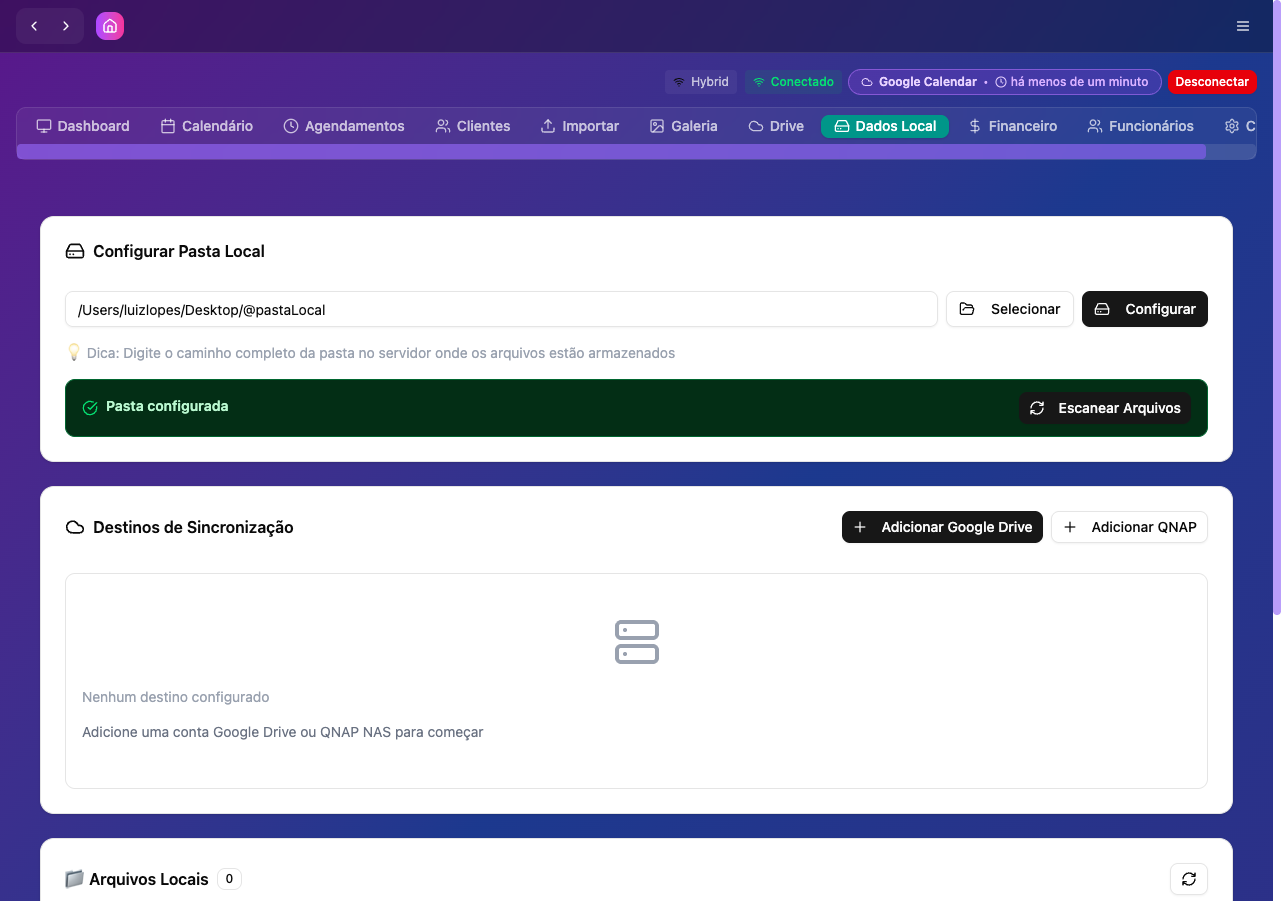 Hybrid
Conectado
Google Calendar • há menos de um minuto
Desconectar
Dashboard
Calendário
Agendamentos
Clientes
Importar
Galeria
Drive
Dados Local
Financeiro
Funcionários
C
Configurar Pasta Local
/Users/luizlopes/Desktop/@pastaLocal
Selecionar
Configurar
Dica: Digite o caminho completo da pasta no servidor onde os arquivos estão armazenados
Pasta configurada
Escanear Arquivos
Destinos de Sincronização
Adicionar Google Drive
Adicionar QNAP
Nenhum destino configurado
Adicione uma conta Google Drive ou QNAP NAS para começar
Arquivos Locais
0